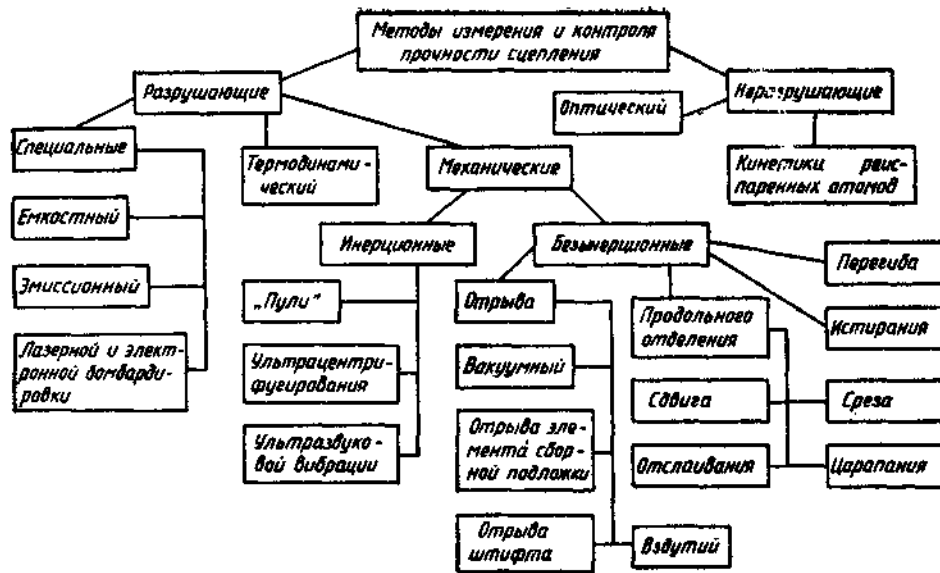 Методы измерения и контроля
прочности сцепления
Разрушающие
Оптический
Неразрушающие
Специальные
Термодинами-
ческий
Механические
Кинетики реис-
паренных атомов
Емкостный
Инерционные
Безынерционные
Перегиба
Эмиссионный
„Пули"
Отрыва
Продольного
отделения
Истирания
Лазерной и элект-
ронной бомбарди-
ровки
Ультрацентри-
фугирования
Вакуумный
Сдвига
Среза
Ультразвуко-
вой вибрации
Отрыва эле-
мента сбор-
ной подложки
Отслаивания
Царапания
Отрыва
штифта
Вздутий